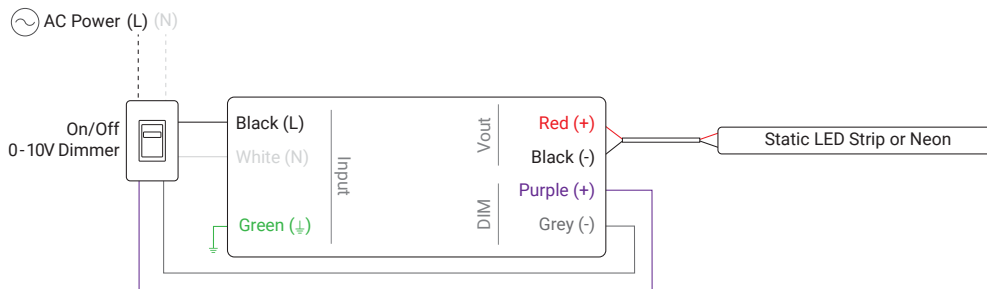 AC Power (L) (N)
On/Off
0-10V Dimmer
Black (L)
White (N)
Green (⏚)
Input
Vout
DIM
Red (+)
Black (-)
Purple (+)
Grey (-)
Static LED Strip or Neon